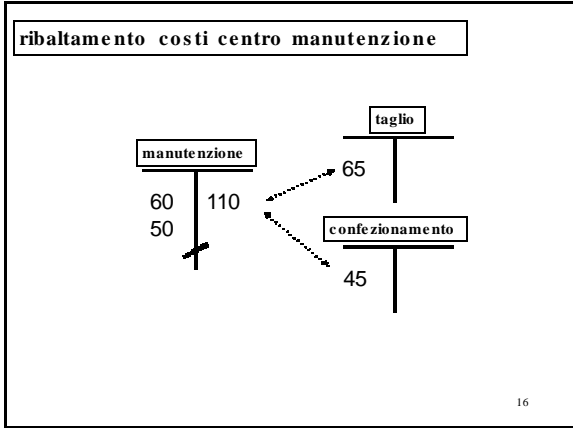 ribaltamento costi centro manutenzione
taglio
manutenzione
65
60 110
50
confezionamento
45
16